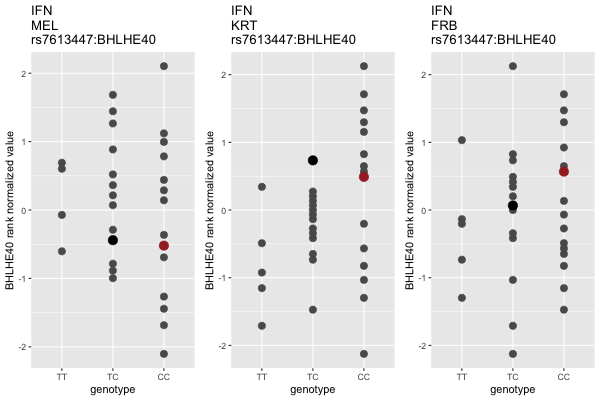 IFN
MEL
rs7613447:BHLHE40
BHLHE40 rank normalized value
2
1
0
-1
-2
TT
TC
CC
genotype
IFN
KRT
rs7613447:BHLHE40
BHLHE40 rank normalized value
2
1
0
-1
-2
TT
TC
CC
genotype
IFN
FRB
rs7613447:BHLHE40
BHLHE40 rank normalized value
2
1
0
-1
-2
TT
TC
CC
genotype